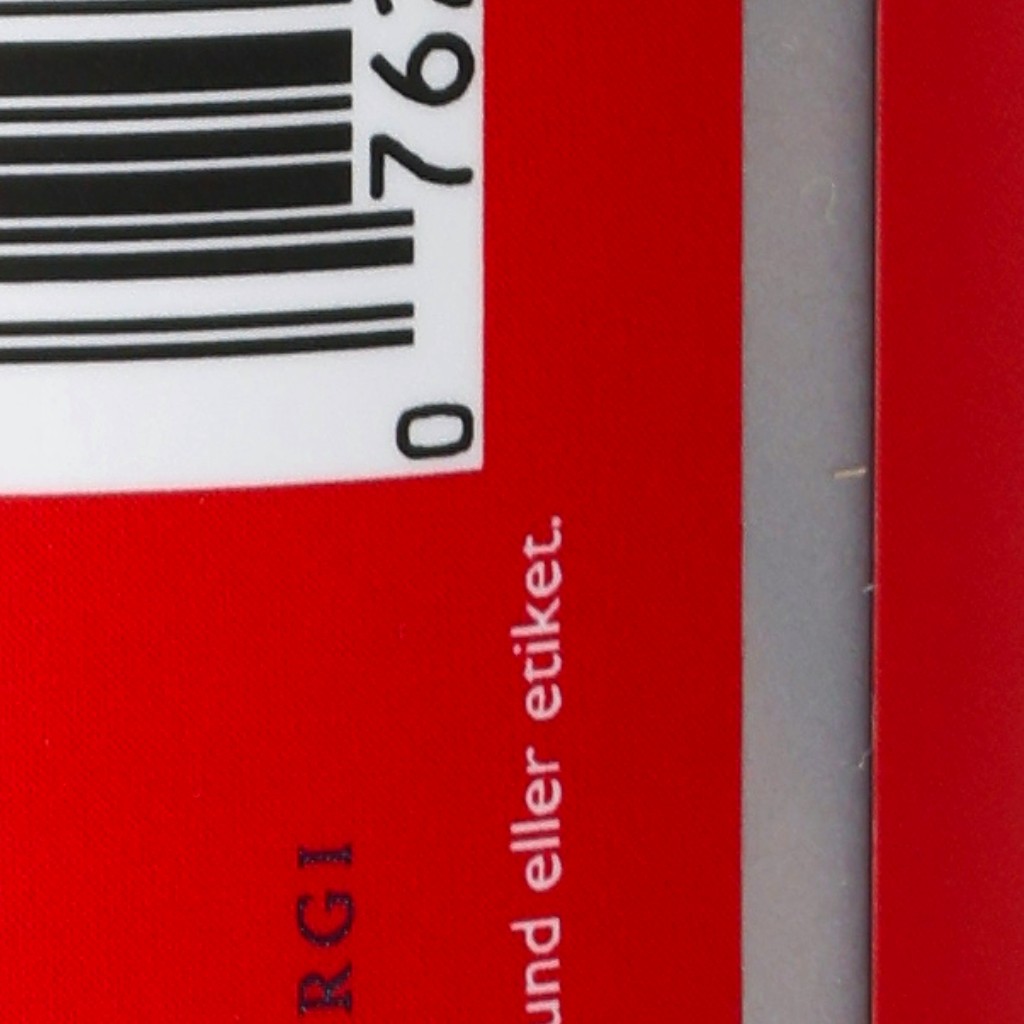 0 76
RGI
und eller etiket.